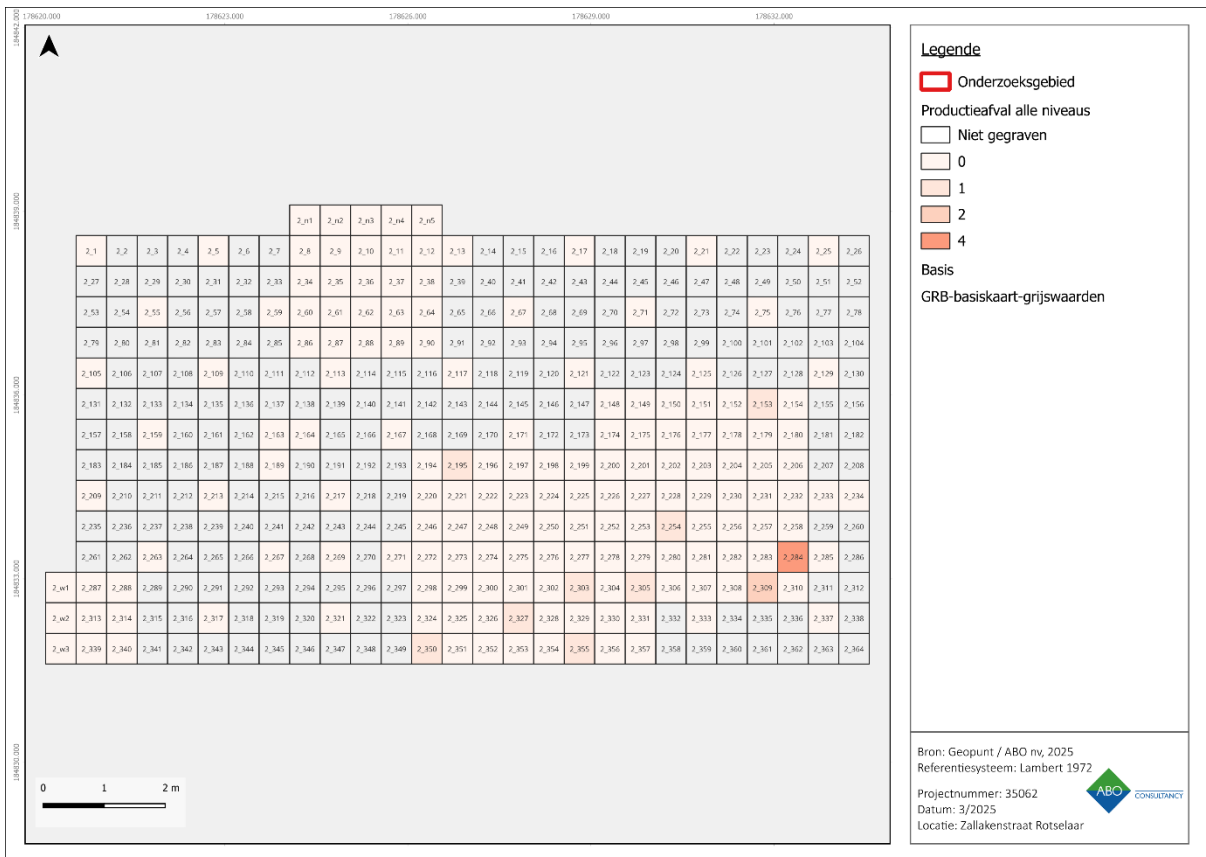 178620.000 178623.000 178626.000 178629.000 178632.000
184842.000
184839.000
184836.000
184833.000
184830.000
2_n1 2_n2 2_n3 2_n4 2_n5
2_1 2_2 2_3 2_4 2_5 2_6 2_7 2_8 2_9 2_10 2_11 2_12 2_13 2_14 2_15 2_16 2_17 2_18 2_19 2_20 2_21 2_22 2_23 2_24 2_25 2_26
2_27 2_28 2_29 2_30 2_31 2_32 2_33 2_34 2_35 2_36 2_37 2_38 2_39 2_40 2_41 2_42 2_43 2_44 2_45 2_46 2_47 2_48 2_49 2_50 2_51 2_52
2_53 2_54 2_55 2_56 2_57 2_58 2_59 2_60 2_61 2_62 2_63 2_64 2_65 2_66 2_67 2_68 2_69 2_70 2_71 2_72 2_73 2_74 2_75 2_76 2_77 2_78
2_79 2_80 2_81 2_82 2_83 2_84 2_85 2_86 2_87 2_88 2_89 2_90 2_91 2_92 2_93 2_94 2_95 2_96 2_97 2_98 2_99 2_100 2_101 2_102 2_103 2_104
2_105 2_106 2_107 2_108 2_109 2_110 2_111 2_112 2_113 2_114 2_115 2_116 2_117 2_118 2_119 2_120 2_121 2_122 2_123 2_124 2_125 2_126 2_127 2_128 2_129 2_130
2_131 2_132 2_133 2_134 2_135 2_136 2_137 2_138 2_139 2_140 2_141 2_142 2_143 2_144 2_145 2_146 2_147 2_148 2_149 2_150 2_151 2_152 2_153 2_154 2_155 2_156
2_157 2_158 2_159 2_160 2_161 2_162 2_163 2_164 2_165 2_166 2_167 2_168 2_169 2_170 2_171 2_172 2_173 2_174 2_175 2_176 2_177 2_178 2_179 2_180 2_181 2_182
2_183 2_184 2_185 2_186 2_187 2_188 2_189 2_190 2_191 2_192 2_193 2_194 2_195 2_196 2_197 2_198 2_199 2_200 2_201 2_202 2_203 2_204 2_205 2_206 2_207 2_208
2_209 2_210 2_211 2_212 2_213 2_214 2_215 2_216 2_217 2_218 2_219 2_220 2_221 2_222 2_223 2_224 2_225 2_226 2_227 2_228 2_229 2_230 2_231 2_232 2_233 2_234
2_235 2_236 2_237 2_238 2_239 2_240 2_241 2_242 2_243 2_244 2_245 2_246 2_247 2_248 2_249 2_250 2_251 2_252 2_253 2_254 2_255 2_256 2_257 2_258 2_259 2_260
2_261 2_262 2_263 2_264 2_265 2_266 2_267 2_268 2_269 2_270 2_271 2_272 2_273 2_274 2_275 2_276 2_277 2_278 2_279 2_280 2_281 2_282 2_283 2_284 2_285 2_286
2_w1 2_287 2_288 2_289 2_290 2_291 2_292 2_293 2_294 2_295 2_296 2_297 2_298 2_299 2_300 2_301 2_302 2_303 2_304 2_305 2_306 2_307 2_308 2_309 2_310 2_311 2_312
2_w2 2_313 2_314 2_315 2_316 2_317 2_318 2_319 2_320 2_321 2_322 2_323 2_324 2_325 2_326 2_327 2_328 2_329 2_330 2_331 2_332 2_333 2_334 2_335 2_336 2_337 2_338
2_w3 2_339 2_340 2_341 2_342 2_343 2_344 2_345 2_346 2_347 2_348 2_349 2_350 2_351 2_352 2_353 2_354 2_355 2_356 2_357 2_358 2_359 2_360 2_361 2_362 2_363 2_364
0 1 2 m
Legende
Onderzoeksgebied
Productieafval alle niveaus
Niet gegraven
0
1
2
4
Basis
GRB-basiskaart-grijswaarden
Bron: Geopunt / ABO nv, 2025
Referentiesysteem: Lambert 1972
Projectnummer: 35062
Datum: 3/2025
Locatie: Zallakenstraat Rotselaar
ABO CONSULTANCY